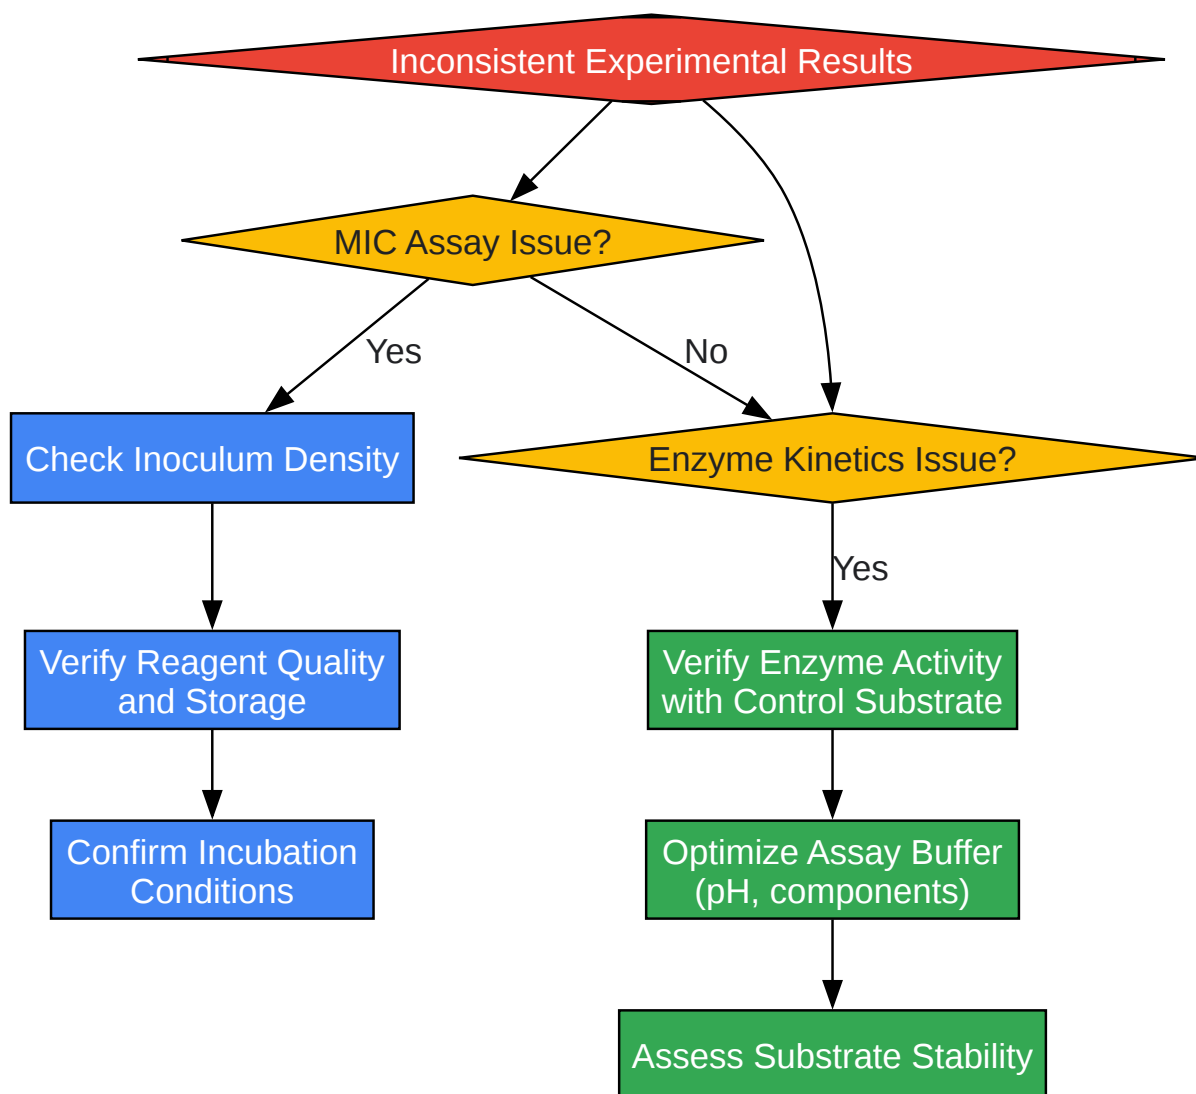 Inconsistent Experimental Results
MIC Assay Issue?
Yes
No
Check Inoculum Density
Enzyme Kinetics Issue?
Yes
Verify Reagent Quality
and Storage
Verify Enzyme Activity
with Control Substrate
Confirm Incubation
Conditions
Optimize Assay Buffer
(pH, components)
Assess Substrate Stability